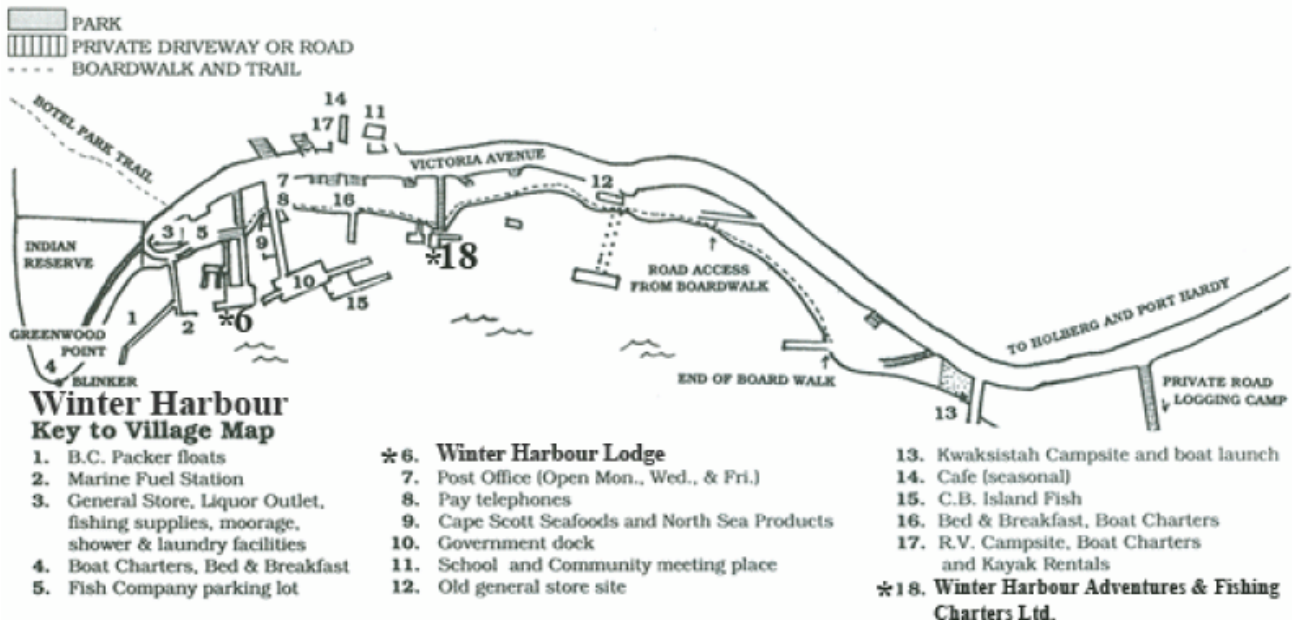 PARK
PRIVATE DRIVEWAY OR ROAD
BOARDWALK AND TRAIL
BOTEL PARK TRAIL
14
17
11
VICTORIA AVENUE
7
8
16
12
3
5
9
*18
ROAD ACCESS
FROM BOARDWALK
INDIAN
RESERVE
10
15
1
2
*6
GREENWOOD
POINT
4
BLINKER
TO HOLBERG AND PORT HARDY
END OF BOARD WALK
13
PRIVATE ROAD
LOGGING CAMP
Winter Harbour
Key to Village Map
1. B.C. Packer floats
2. Marine Fuel Station
3. General Store, Liquor Outlet,
fishing supplies, moorage,
shower & laundry facilities
4. Boat Charters, Bed & Breakfast
5. Fish Company parking lot
*6. Winter Harbour Lodge
7. Post Office (Open Mon., Wed., & Fri.)
8. Pay telephones
9. Cape Scott Seafoods and North Sea Products
10. Government dock
11. School and Community meeting place
12. Old general store site
13. Kwaksistah Campsite and boat launch
14. Cafe (seasonal)
15. C.B. Island Fish
16. Bed & Breakfast, Boat Charters
17. R.V. Campsite, Boat Charters
and Kayak Rentals
*18. Winter Harbour Adventures & Fishing
Charters Ltd.